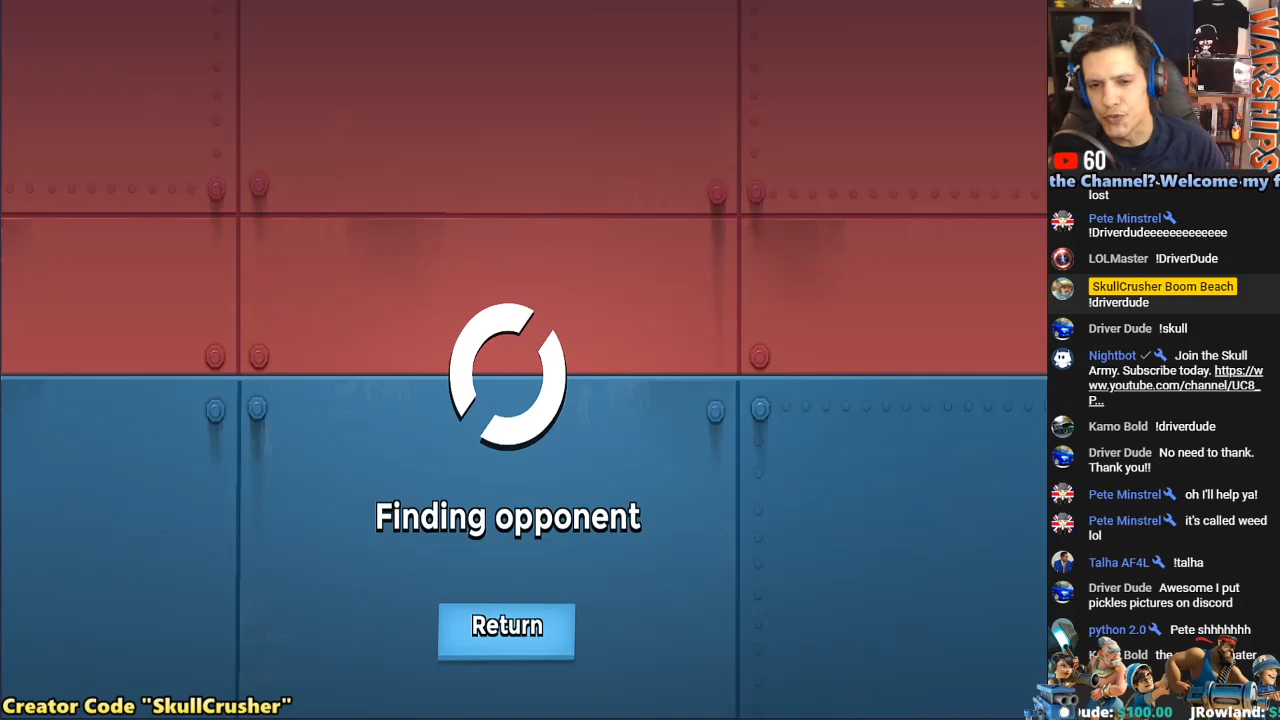 WARSHIPS
60
the Channel? Welcome my f
lost
Pete Minstrel
!Driverdudeeeeeeeeeeeee
LOLMaster !DriverDude
SkullCrusher Boom Beach
!driverdude
Driver Dude !skull
Nightbot Join the Skull
Army. Subscribe today. https://w
ww.youtube.com/channel/UC8_
P...
Kamo Bold !driverdude
Driver Dude No need to thank.
Thank you!!
Pete Minstrel oh I'll help ya!
Pete Minstrel it's called weed
lol
Talha AF4L !talha
Driver Dude Awesome I put
pickles pictures on discord
python 2.0 Pete shhhhhh
Bold the
Finding opponent
Return
Creator Code "SkullCrusher"
ude: $100.00 JRowland: